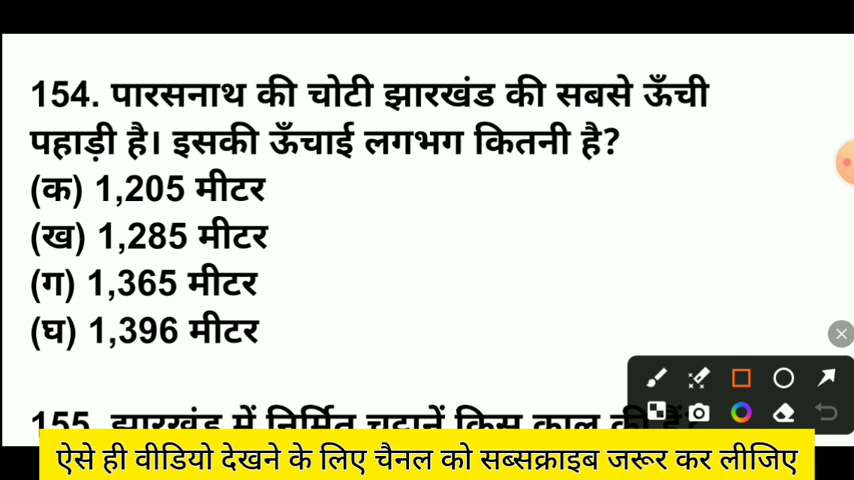 154. पारसनाथ की चोटी झारखंड की सबसे ऊँची
पहाड़ी है। इसकी ऊँचाई लगभग कितनी है?
(क) 1,205 मीटर
(ख) 1,285 मीटर
(ग) 1,365 मीटर
(घ) 1,396 मीटर
155. झारखंड में निर्मित चट्टानें किस काल की हैं?
ऐसे ही वीडियो देखने के लिए चैनल को सब्सक्राइब जरूर कर लीजिए